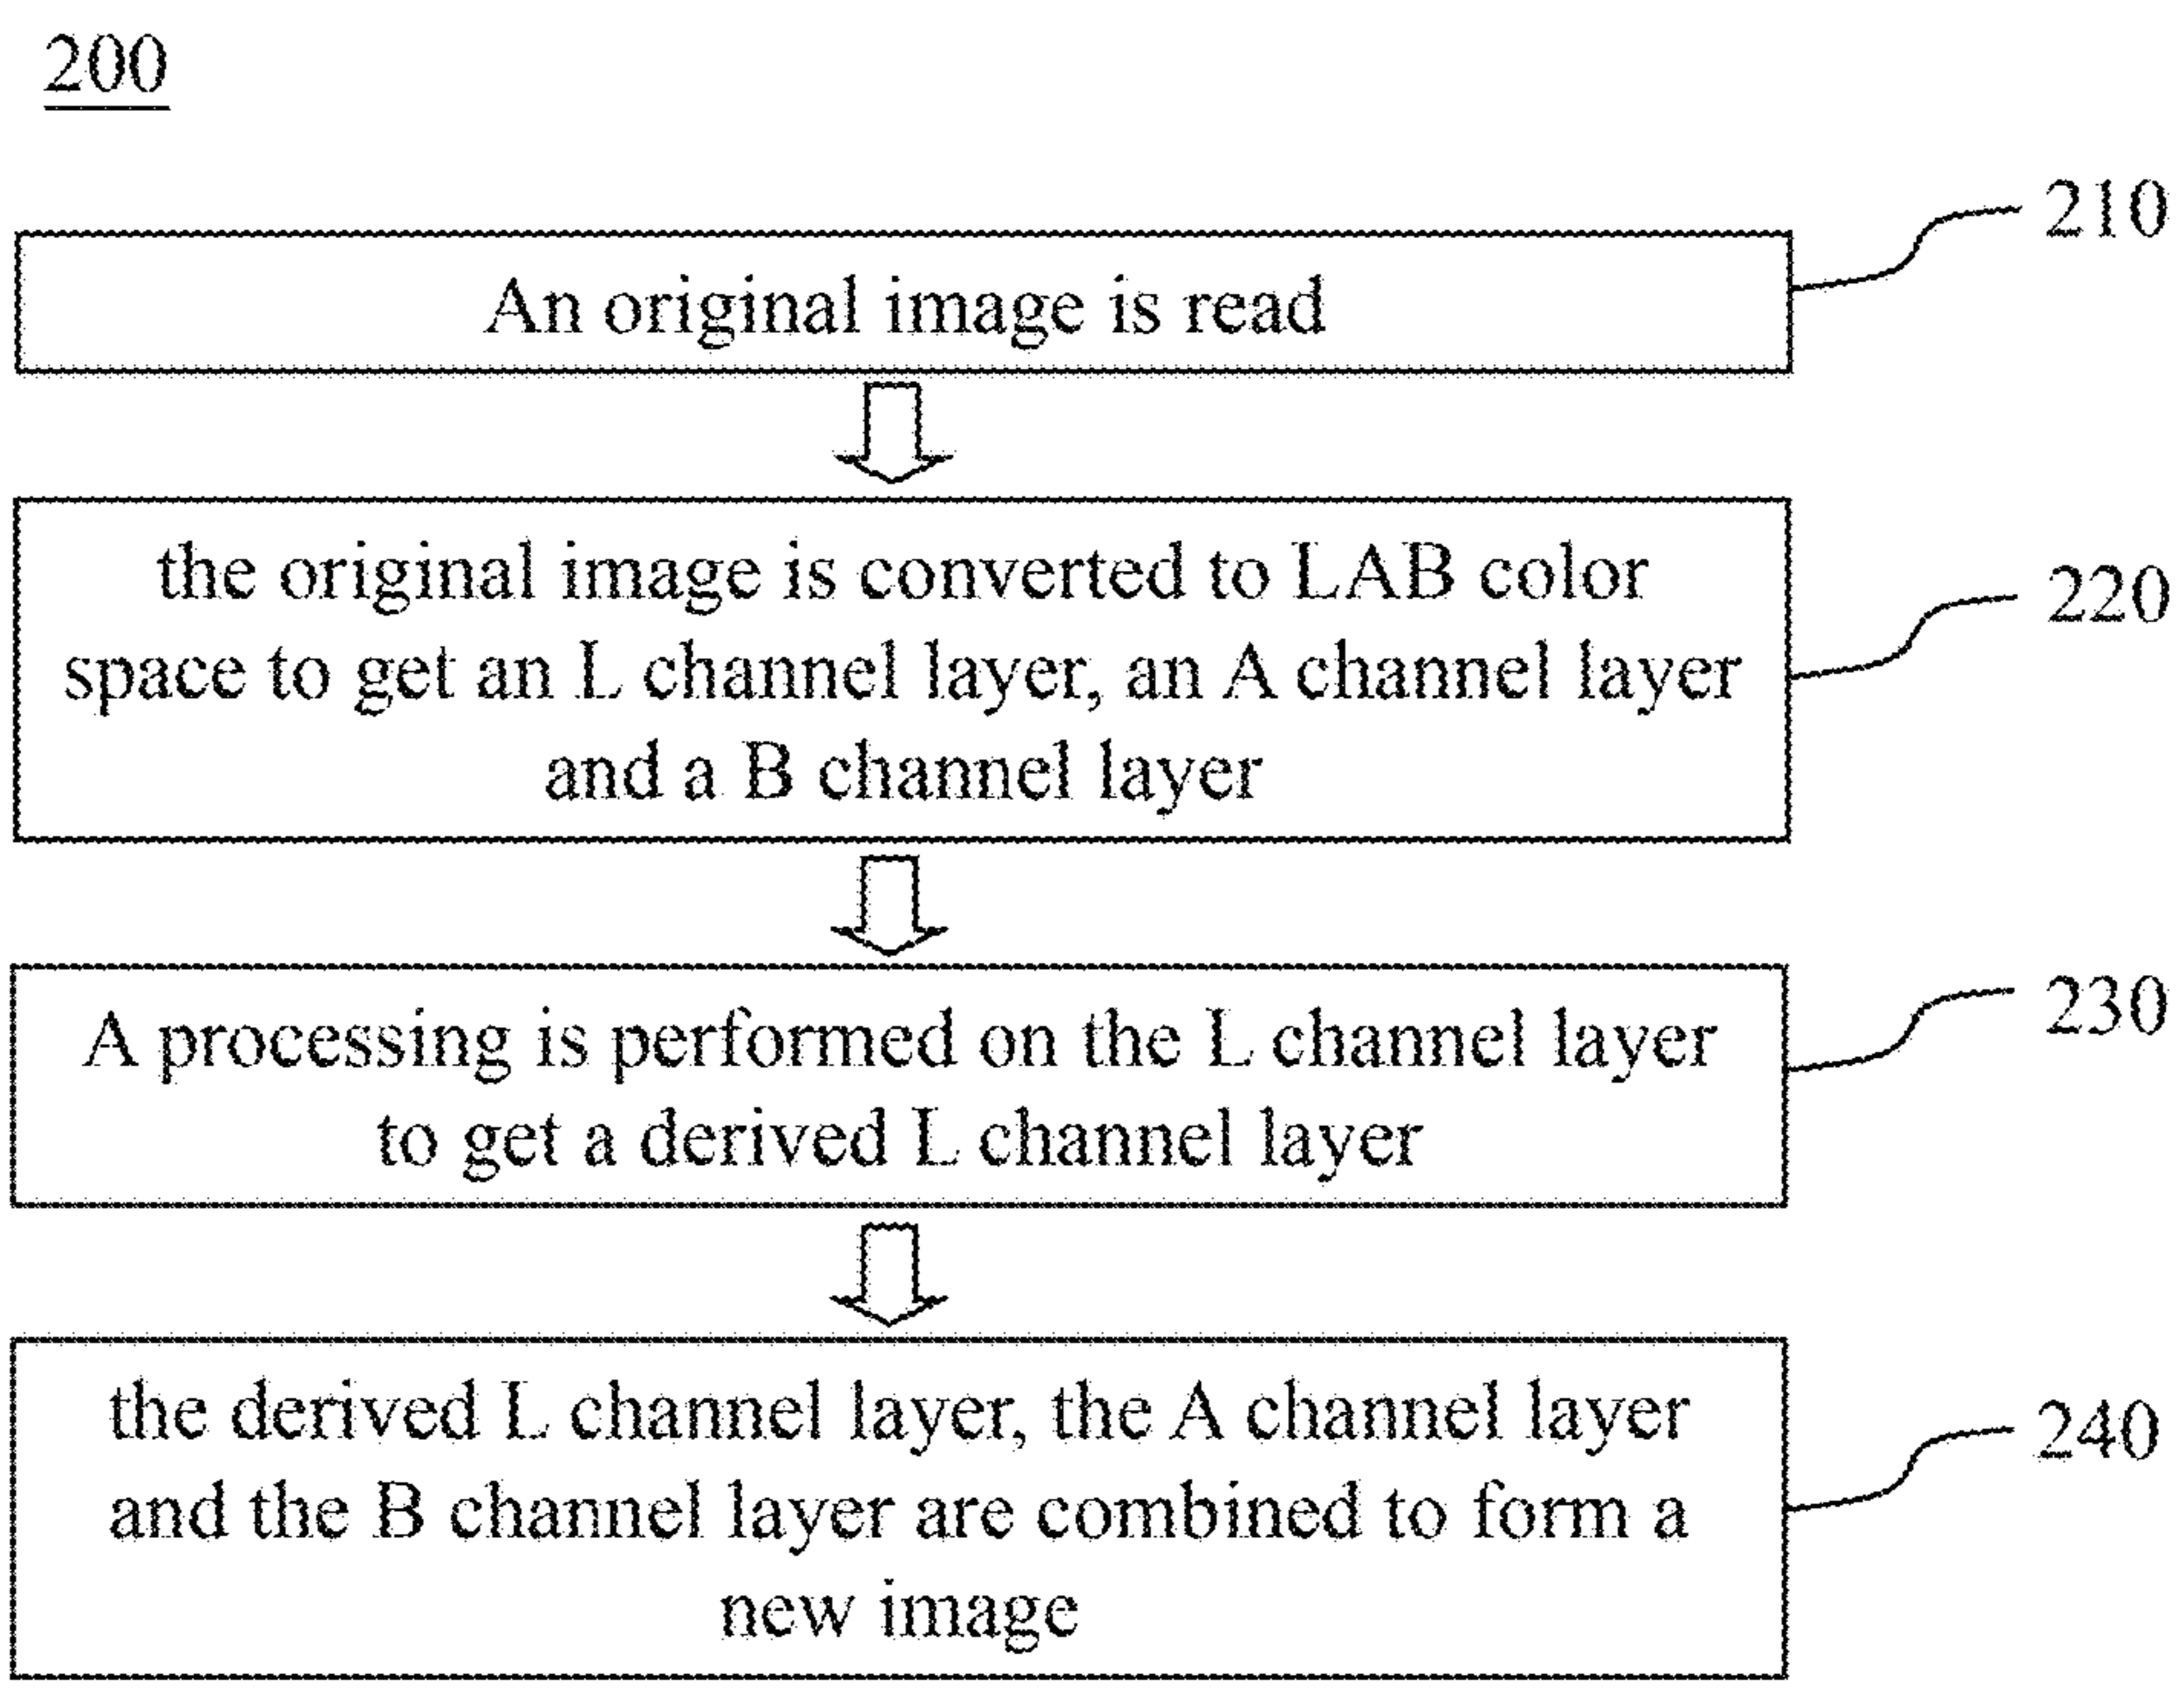 200
210
An original image is read
the original image is converted to LAB color
220
space to get an L channel layer, an A channel layer
and a B channel layer
230
A processing is performed on the L channel layer
to get a derived L channel layer
the derived L channel layer, the A channel layer
240
and the B channel layer are combined to form a
new image